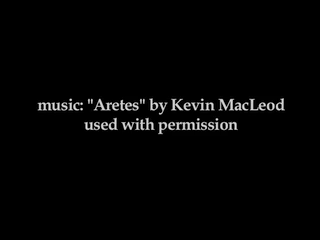 music: "Aretes" by Kevin MacLeod
used with permission